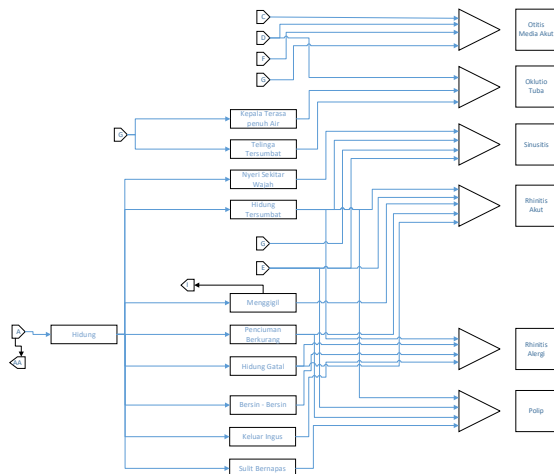 C
D
F
G
Otitis
Media Akut
Oklutio
Tuba
Kepala Terasa
penuh Air
G
Telinga
Tersumbat
Sinusitis
Nyeri Sekitar
Wajah
Hidung
Tersumbat
Rhinitis
Akut
G
E
I
Menggigil
A
Hidung
Penciuman
Berkurang
AA
Hidung Gatal
Rhinitis
Alergi
Bersin - Bersin
Polip
Keluar Ingus
Sulit Bernapas